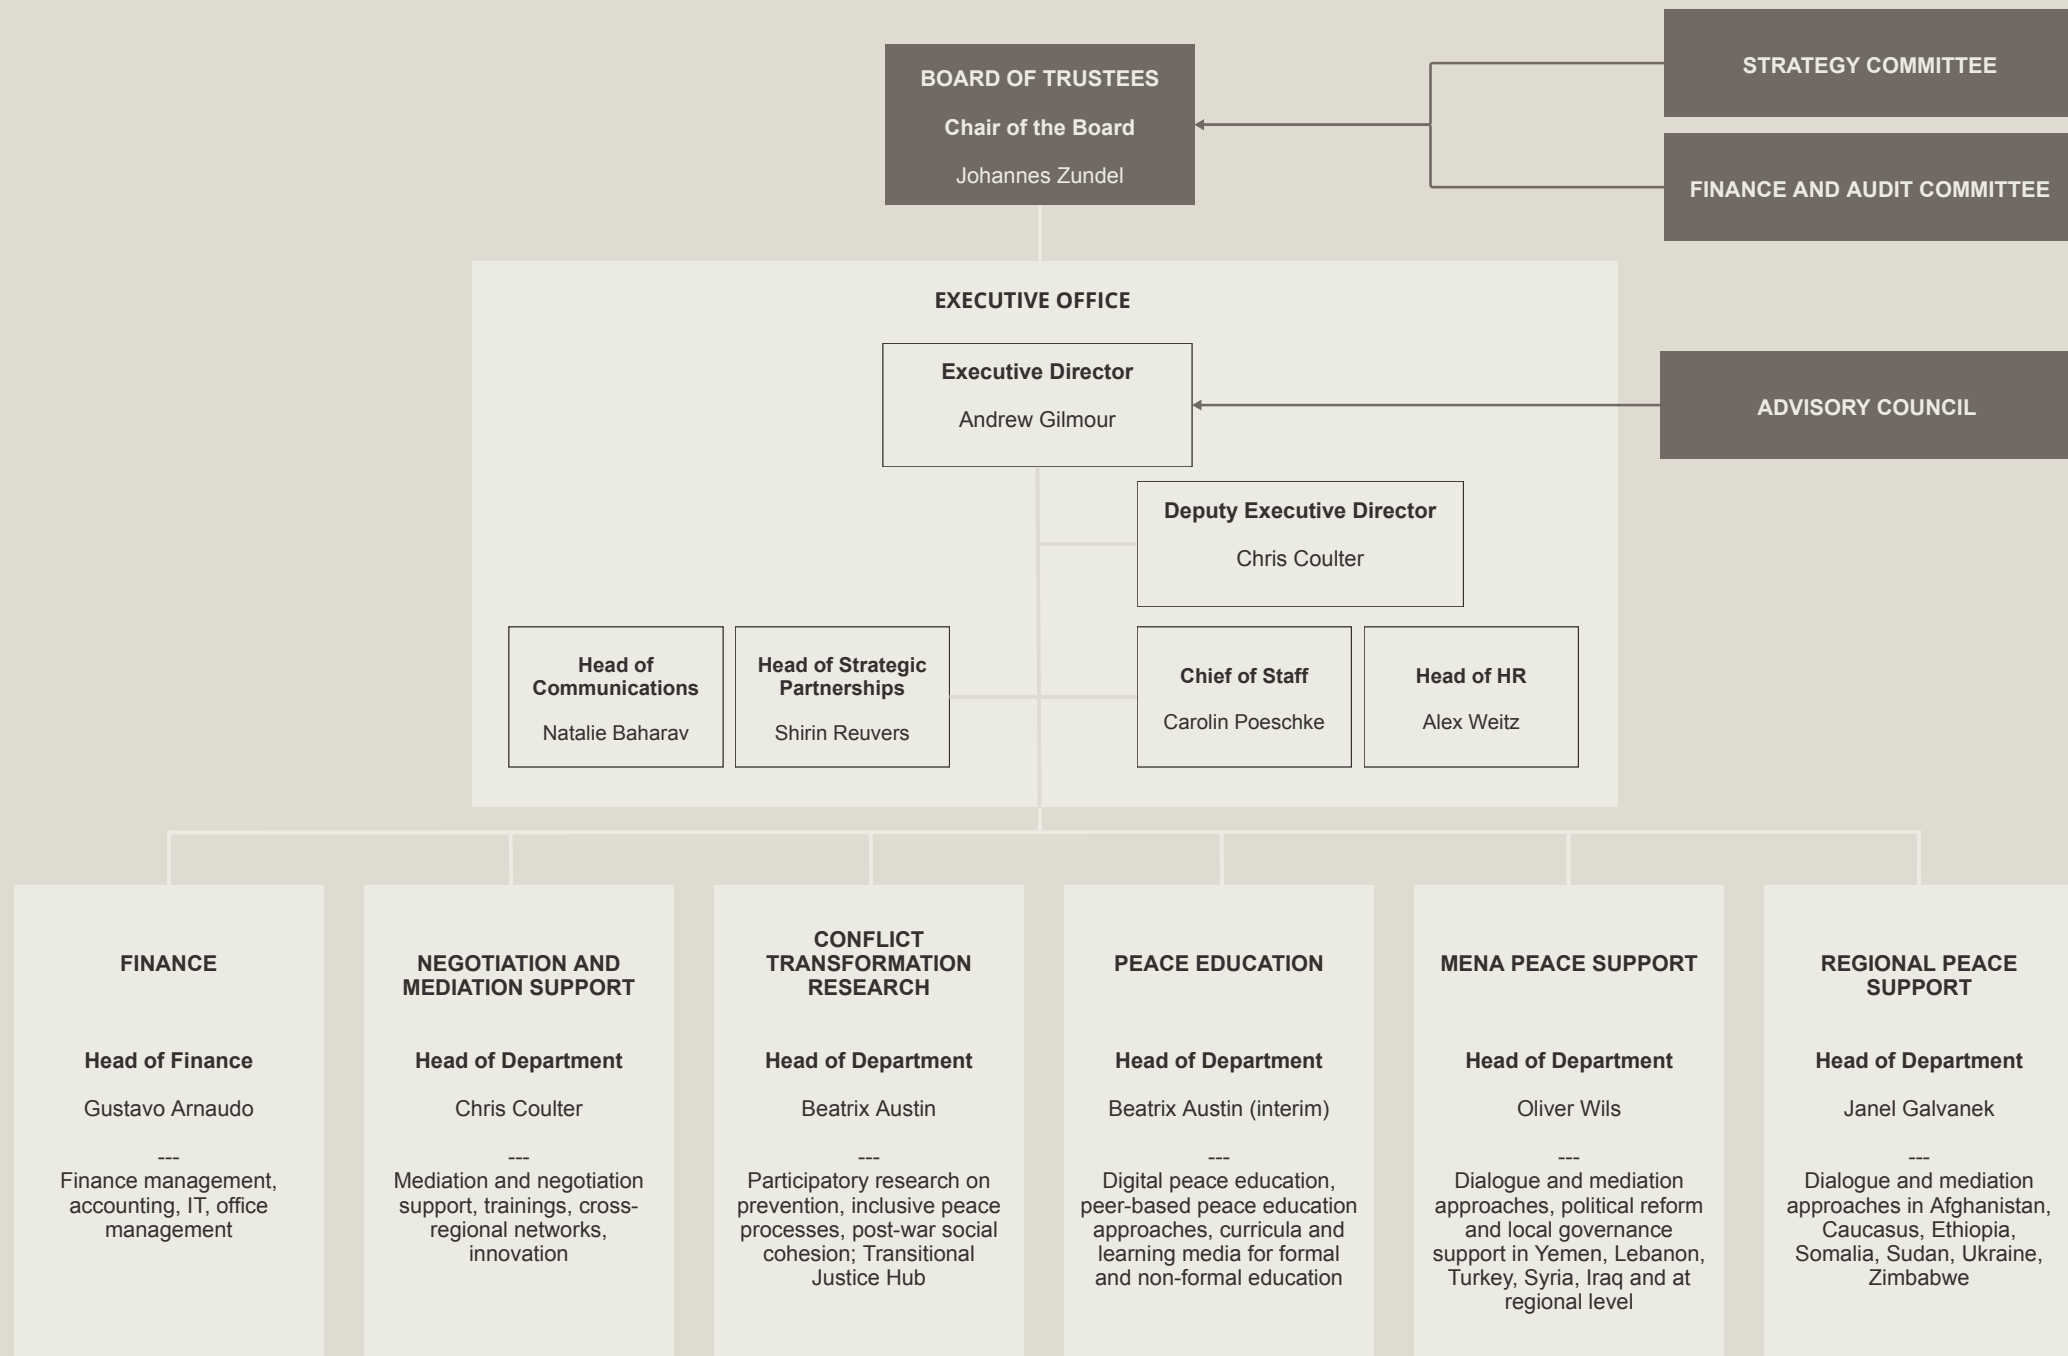 BOARD OF TRUSTEES
Chair of the Board
Johannes Zundel
STRATEGY COMMITTEE
FINANCE AND AUDIT COMMITTEE
EXECUTIVE OFFICE
Executive Director
Andrew Gilmour
ADVISORY COUNCIL
Deputy Executive Director
Chris Coulter
Head of
Communications
Natalie Baharav
Head of Strategic
Partnerships
Shirin Reuvers
Chief of Staff
Carolin Poeschke
Head of HR
Alex Weitz
FINANCE
Head of Finance
Gustavo Arnaudo
---
Finance management,
accounting, IT, office
management
NEGOTIATION AND
MEDIATION SUPPORT
Head of Department
Chris Coulter
---
Mediation and negotiation
support, trainings, cross-
regional networks,
innovation
CONFLICT
TRANSFORMATION
RESEARCH
Head of Department
Beatrix Austin
---
Participatory research on
prevention, inclusive peace
processes, post-war social
cohesion; Transitional
Justice Hub
PEACE EDUCATION
Head of Department
Beatrix Austin (interim)
---
Digital peace education,
peer-based peace education
approaches, curricula and
learning media for formal
and non-formal education
MENA PEACE SUPPORT
Head of Department
Oliver Wils
---
Dialogue and mediation
approaches, political reform
and local governance
support in Yemen, Lebanon,
Turkey, Syria, Iraq and at
regional level
REGIONAL PEACE
SUPPORT
Head of Department
Janel Galvanek
---
Dialogue and mediation
approaches in Afghanistan,
Caucasus, Ethiopia,
Somalia, Sudan, Ukraine,
Zimbabwe